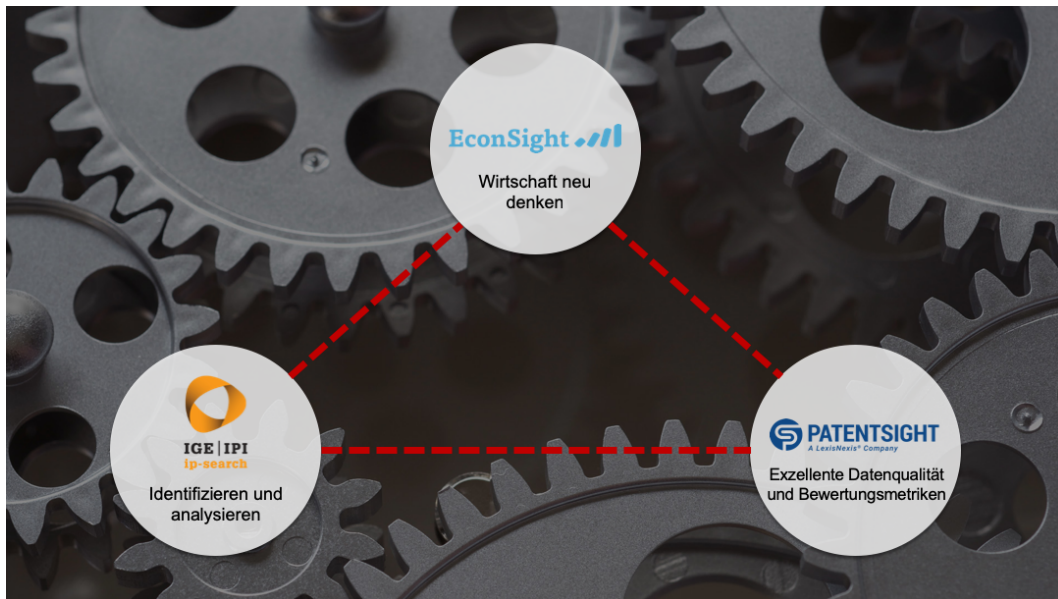 EconSight
Wirtschaft neu
denken
IGE | IPI
ip-search
Identifizieren und
analysieren
PATENTSIGHT
A LexisNexis® Company
Exzellente Datenqualität
und Bewertungsmetriken